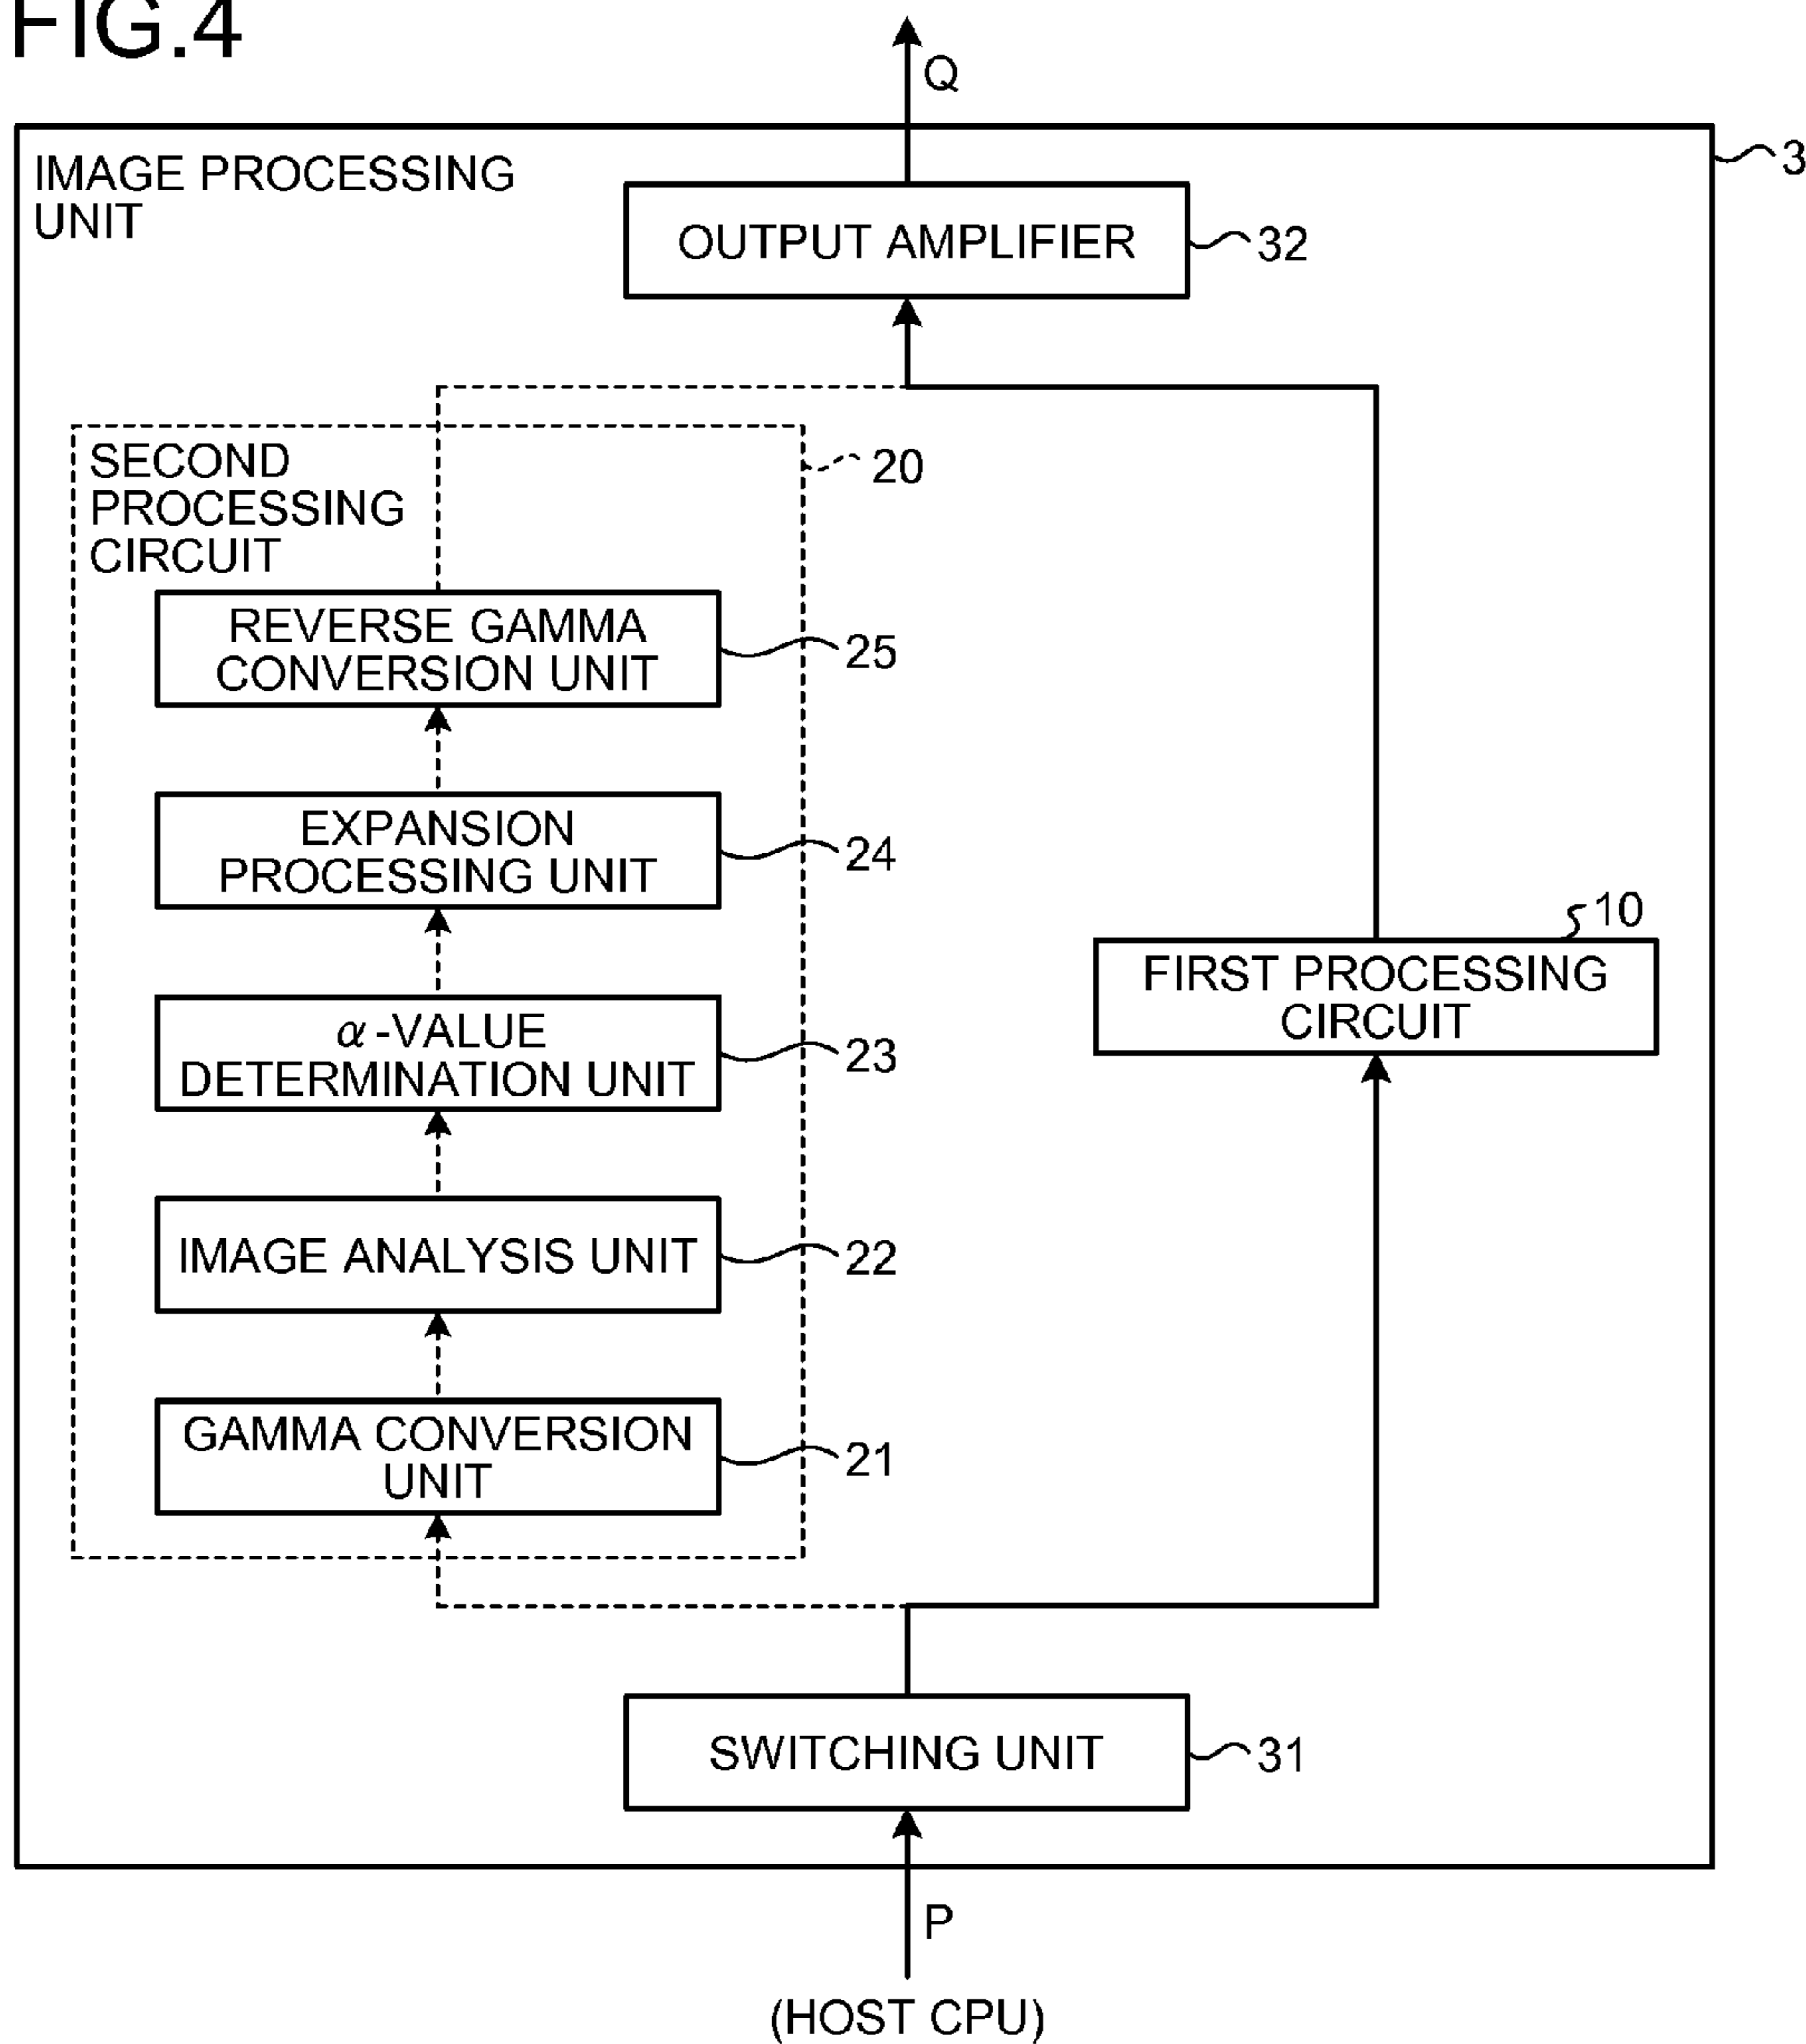 FIG.4
Q
IMAGE PROCESSING
UNIT
3
OUTPUT AMPLIFIER
32
SECOND
PROCESSING
CIRCUIT
20
REVERSE GAMMA
CONVERSION UNIT
25
EXPANSION
PROCESSING UNIT
24
10
FIRST PROCESSING
CIRCUIT
α-VALUE
DETERMINATION UNIT
23
IMAGE ANALYSIS UNIT
22
GAMMA CONVERSION
UNIT
21
SWITCHING UNIT
31
P
(HOST CPU)